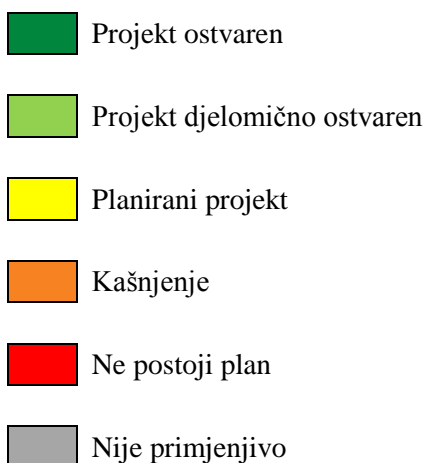 Projekt ostvaren
Projekt djelomično ostvaren
Planirani projekt
Kašnjenje
Ne postoji plan
Nije primjenjivo